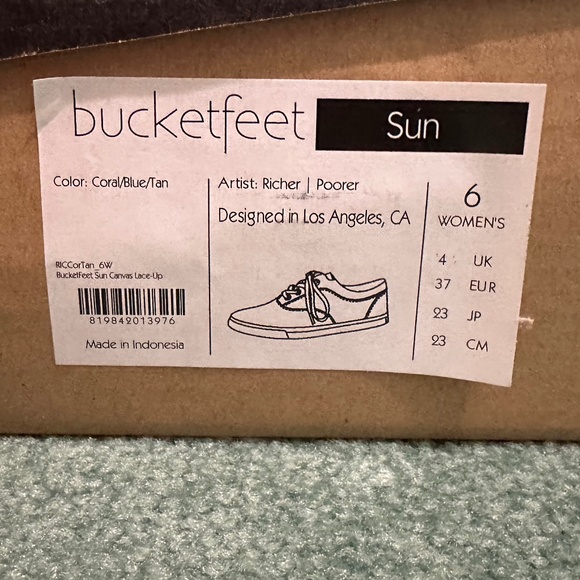 bucketfeet
Sun
Color: Coral/Blue/Tan
RICCorTan_6W
Bucketfeet Sun Canvas Lace-Up
819842013976
Made in Indonesia
Artist: Richer | Poorer
Designed in Los Angeles, CA
6
WOMEN'S
4 UK
37 EUR
23 JP
23 CM